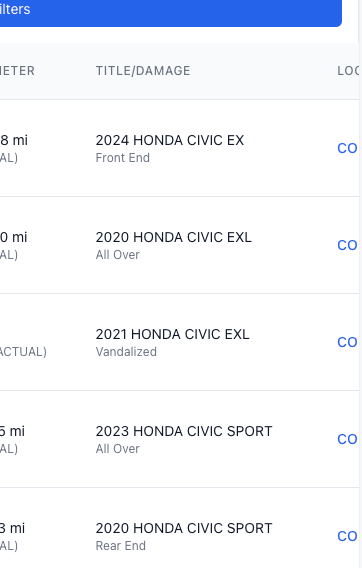 ilters
METER TITLE/DAMAGE LOC
8 mi 2024 HONDA CIVIC EX CO
AL) Front End
0 mi 2020 HONDA CIVIC EXL CO
AL) All Over
2021 HONDA CIVIC EXL CO
ACTUAL) Vandalized
5 mi 2023 HONDA CIVIC SPORT CO
AL) All Over
3 mi 2020 HONDA CIVIC SPORT CO
AL) Rear End